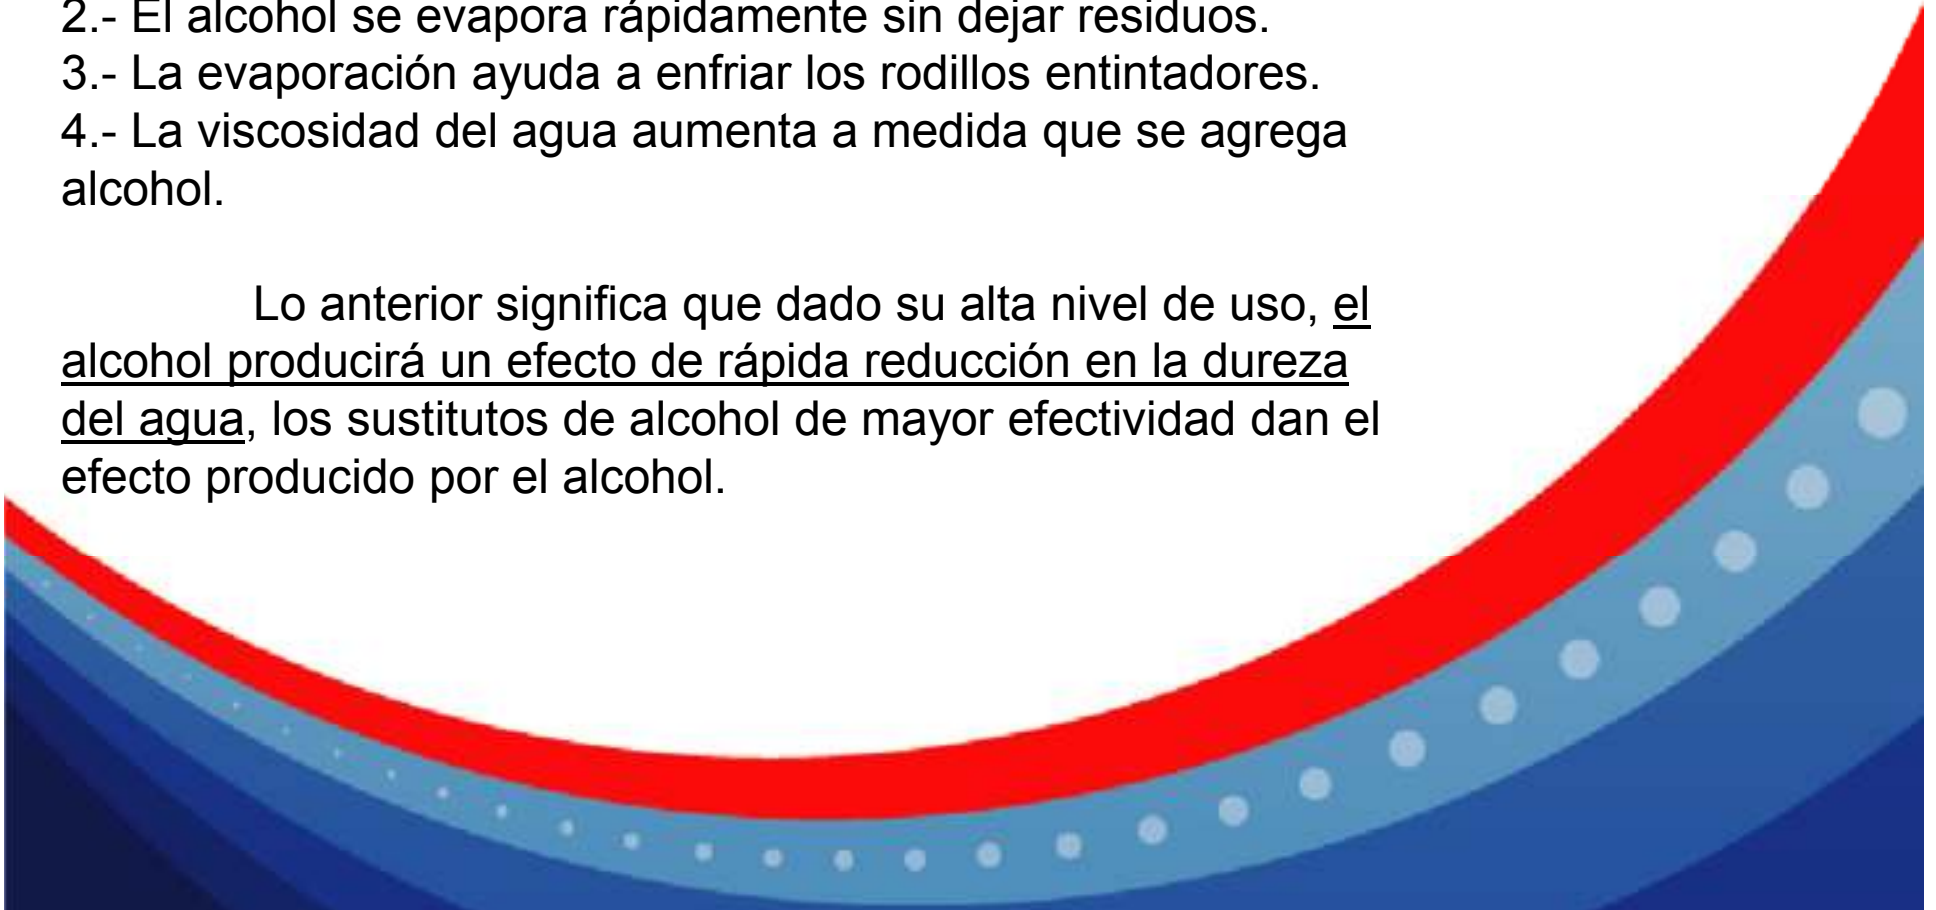 2.- El alcohol se evapora rápidamente sin dejar residuos.
3.- La evaporación ayuda a enfriar los rodillos entintadores.
4.- La viscosidad del agua aumenta a medida que se agrega
alcohol.
Lo anterior significa que dado su alta nivel de uso, el
alcohol producirá un efecto de rápida reducción en la dureza
del agua, los sustitutos de alcohol de mayor efectividad dan el
efecto producido por el alcohol.